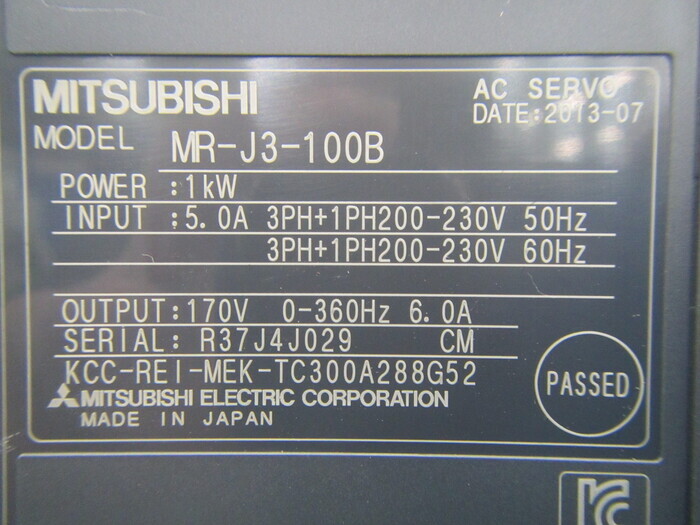 MITSUBISHI
AC SERVO
DATE:2013-07
MODEL MR-J3-100B
POWER :1kW
INPUT :5.0A 3PH+1PH200-230V 50Hz
3PH+1PH200-230V 60Hz
OUTPUT:170V 0-360Hz 6.0A
SERIAL: R37J4J029 CM
KCC-REI-MEK-TC300A288G52
PASSED
MITSUBISHI ELECTRIC CORPORATION
MADE IN JAPAN